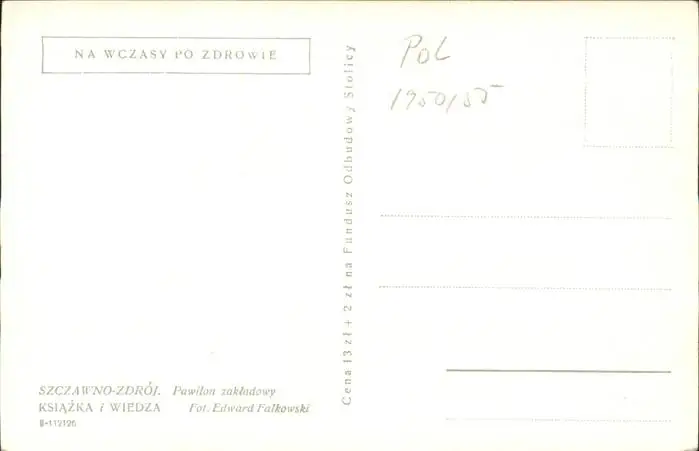 NA WCZASY PO ZDROWIE
PoL
1950/55
Cena 13 zł + 2 zł na Fundusz Odbudowy Stolicy
SZCZAWNO-ZDRÓJ. Pawilon zakładowy
KSIĄŻKA i WIEDZA Fot. Edward Falkowski
B-112126